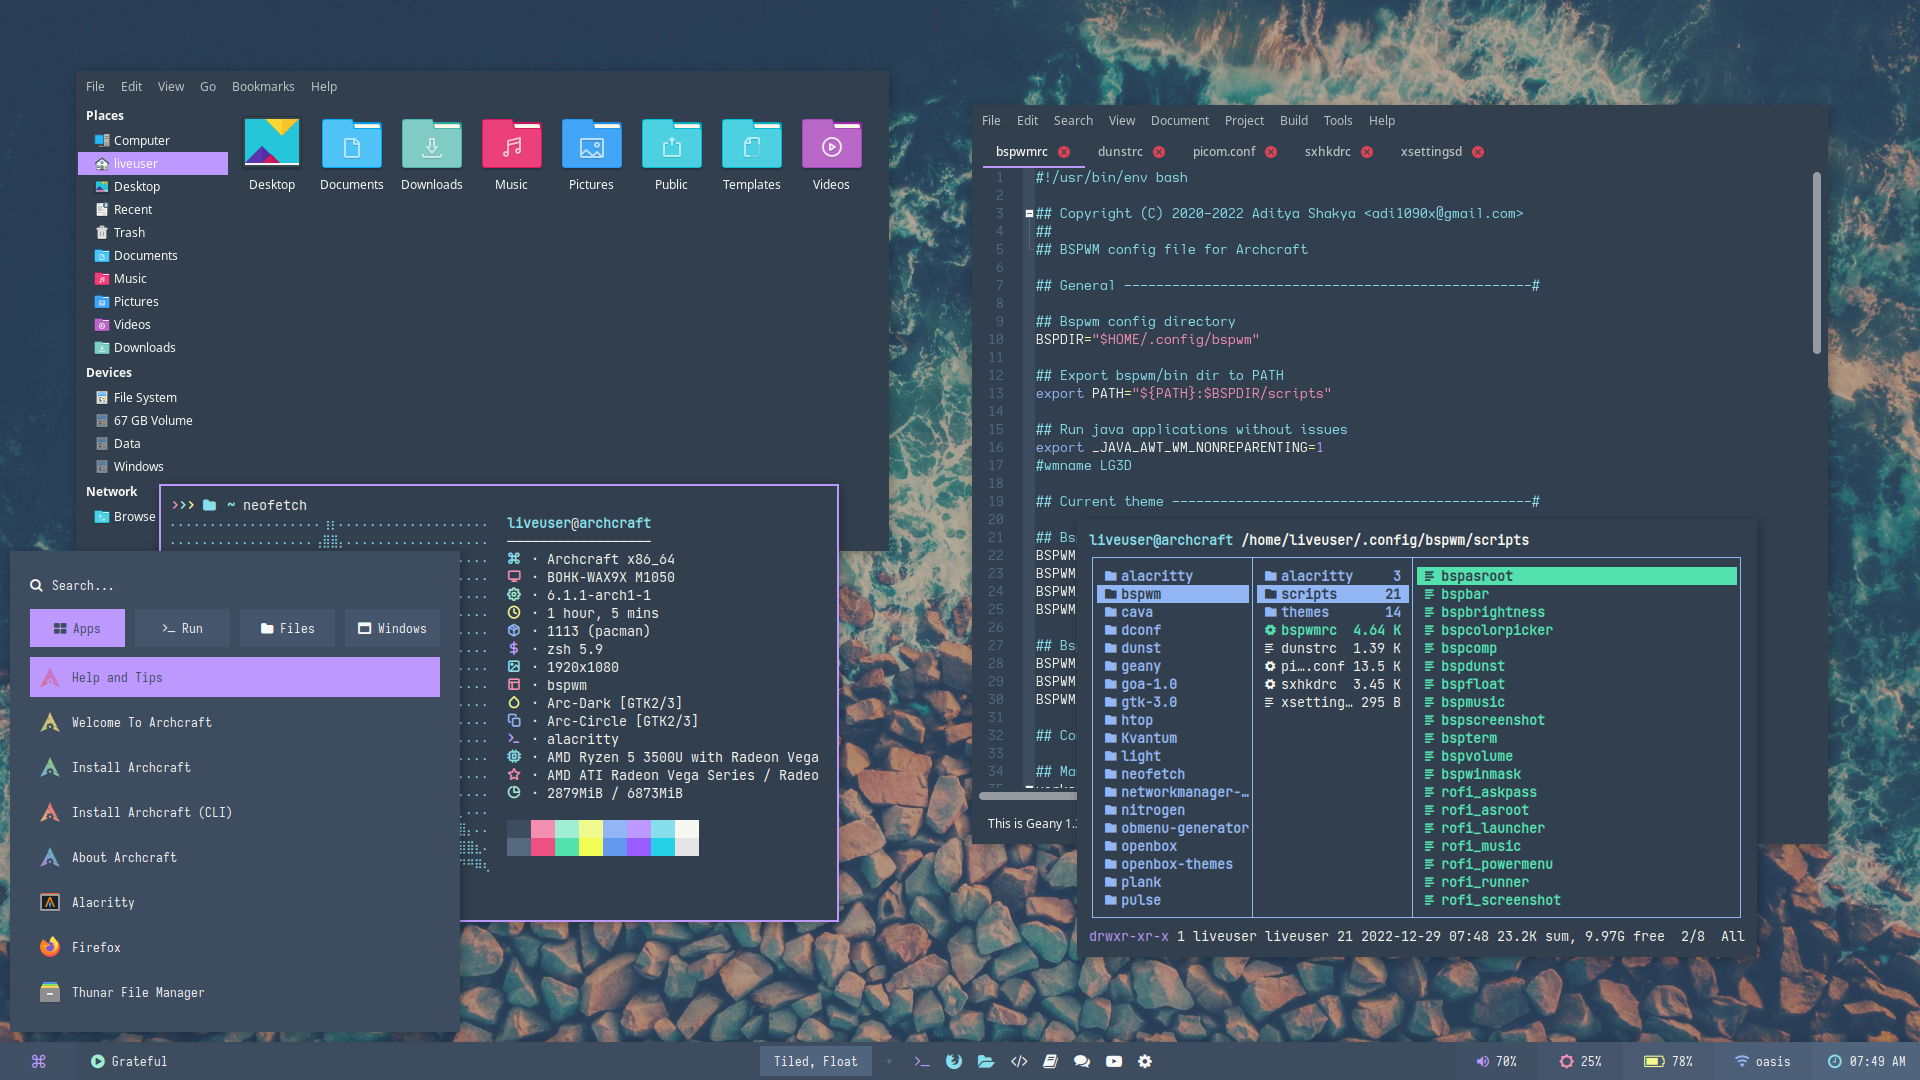 File Edit View Go Bookmarks Help
Places
Computer
liveuser
Desktop
Recent
Trash
Documents
Music
Pictures
Videos
Downloads
Devices
File System
67 GB Volume
Data
Windows
Network
Browse
Desktop Documents Downloads Music Pictures Public Templates Videos
>>> ~ neofetch
liveuser@archcraft
· Archcraft x86_64
· BOHK-WAX9X M1050
· 6.1.1-arch1-1
· 1 hour, 5 mins
· 1113 (pacman)
· zsh 5.9
· 1920x1080
· bspwm
· Arc-Dark [GTK2/3]
· Arc-Circle [GTK2/3]
· alacritty
· AMD Ryzen 5 3500U with Radeon Vega
· AMD ATI Radeon Vega Series / Radeo
· 2879MiB / 6873MiB
Search...
Apps Run Files Windows
Help and Tips
Welcome To Archcraft
Install Archcraft
Install Archcraft (CLI)
About Archcraft
Alacritty
Firefox
Thunar File Manager
File Edit Search View Document Project Build Tools Help
bspwmrc dunstrc picom.conf sxhkdrc xsettingsd
1 #!/usr/bin/env bash
2
3 ## Copyright (C) 2020-2022 Aditya Shakya <adi1090x@gmail.com>
4 ##
5 ## BSPWM config file for Archcraft
6
7 ## General ---------------------------------------------------#
8
9 ## Bspwm config directory
10 BSPDIR="$HOME/.config/bspwm"
11
12 ## Export bspwm/bin dir to PATH
13 export PATH="${PATH}:$BSPDIR/scripts"
14
15 ## Run java applications without issues
16 export _JAVA_AWT_WM_NONREPARENTING=1
17 #wmname LG3D
18
19 ## Current theme ---------------------------------------------#
20
21 ## Bs
22 BSPWM
23 BSPWM
24 BSPWM
25 BSPWM
26
27 ## Bs
28 BSPWM
29 BSPWM
30 BSPWM
31
32 ## Co
33
34 ## Ma
This is Geany 1.
liveuser@archcraft /home/liveuser/.config/bspwm/scripts
alacritty
bspwm
cava
dconf
dunst
geany
goa-1.0
gtk-3.0
htop
Kvantum
light
neofetch
networkmanager-…
nitrogen
obmenu-generator
openbox
openbox-themes
plank
pulse
alacritty 3
scripts 21
themes 14
bspwmrc 4.64 K
dunstrc 1.39 K
pi….conf 13.5 K
sxhkdrc 3.45 K
xsetting… 295 B
bspasroot
bspbar
bspbrightness
bspcolorpicker
bspcomp
bspdunst
bspfloat
bspmusic
bspscreenshot
bspterm
bspvolume
bspwinmask
rofi_askpass
rofi_asroot
rofi_launcher
rofi_music
rofi_powermenu
rofi_runner
rofi_screenshot
drwxr-xr-x 1 liveuser liveuser 21 2022-12-29 07:48 23.2K sum, 9.97G free 2/8 All
Grateful
Tiled, Float
70% 25% 78% oasis 07:49 AM